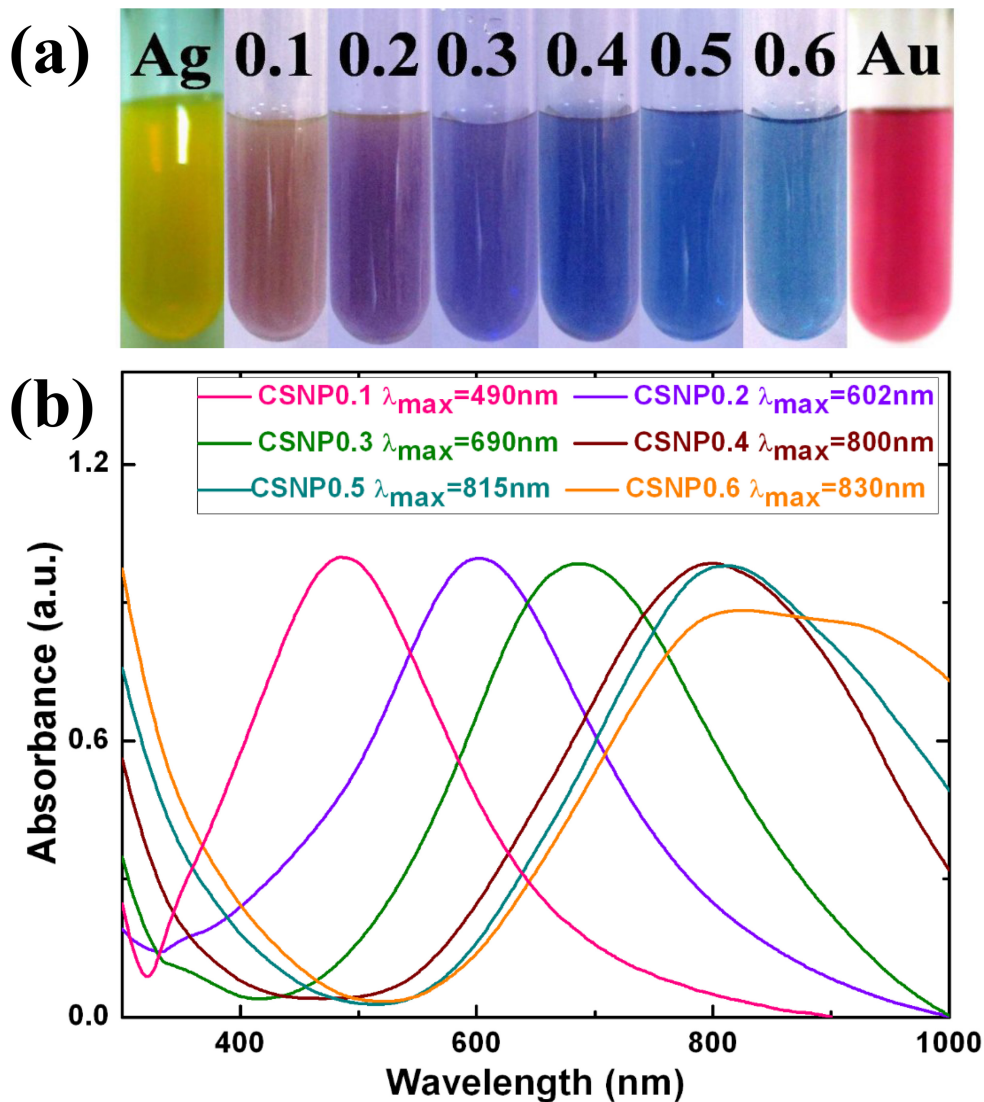 (a)
Ag 0.1 0.2 0.3 0.4 0.5 0.6 Au
(b)
CSNP0.1 λmax=490nm CSNP0.2 λmax=602nm
CSNP0.3 λmax=690nm CSNP0.4 λmax=800nm
CSNP0.5 λmax=815nm CSNP0.6 λmax=830nm
Absorbance (a.u.)
1.2
0.6
0.0
400 600 800 1000
Wavelength (nm)